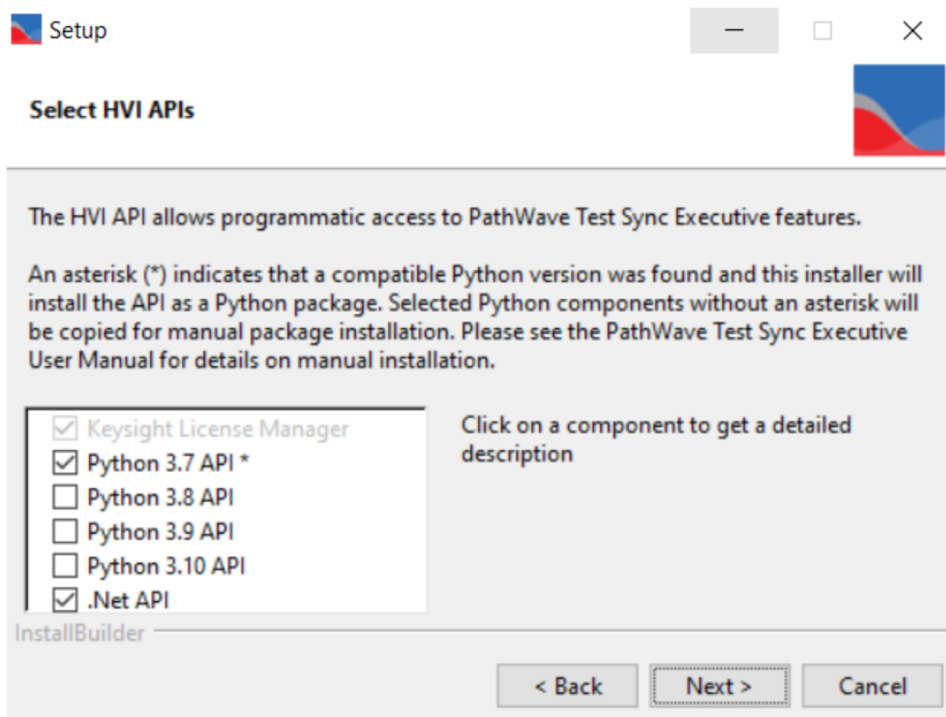 Setup
Select HVI APIs
The HVI API allows programmatic access to PathWave Test Sync Executive features.
An asterisk (*) indicates that a compatible Python version was found and this installer will
install the API as a Python package. Selected Python components without an asterisk will
be copied for manual package installation. Please see the PathWave Test Sync Executive
User Manual for details on manual installation.
Keysight License Manager
Python 3.7 API *
Python 3.8 API
Python 3.9 API
Python 3.10 API
.Net API
Click on a component to get a detailed
description
InstallBuilder
< Back
Next >
Cancel